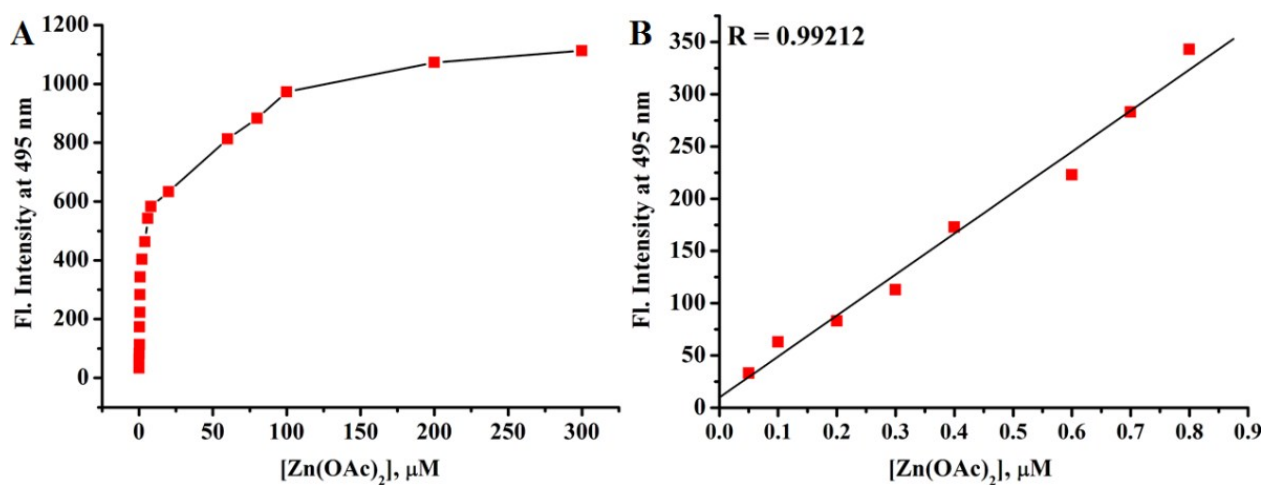 A
Fl. Intensity at 495 nm
1200
1000
800
600
400
200
0
0 50 100 150 200 250 300
[Zn(OAc)₂], μM
B
R = 0.99212
Fl. Intensity at 495 nm
350
300
250
200
150
100
50
0
0.0 0.1 0.2 0.3 0.4 0.5 0.6 0.7 0.8 0.9
[Zn(OAc)₂], μM